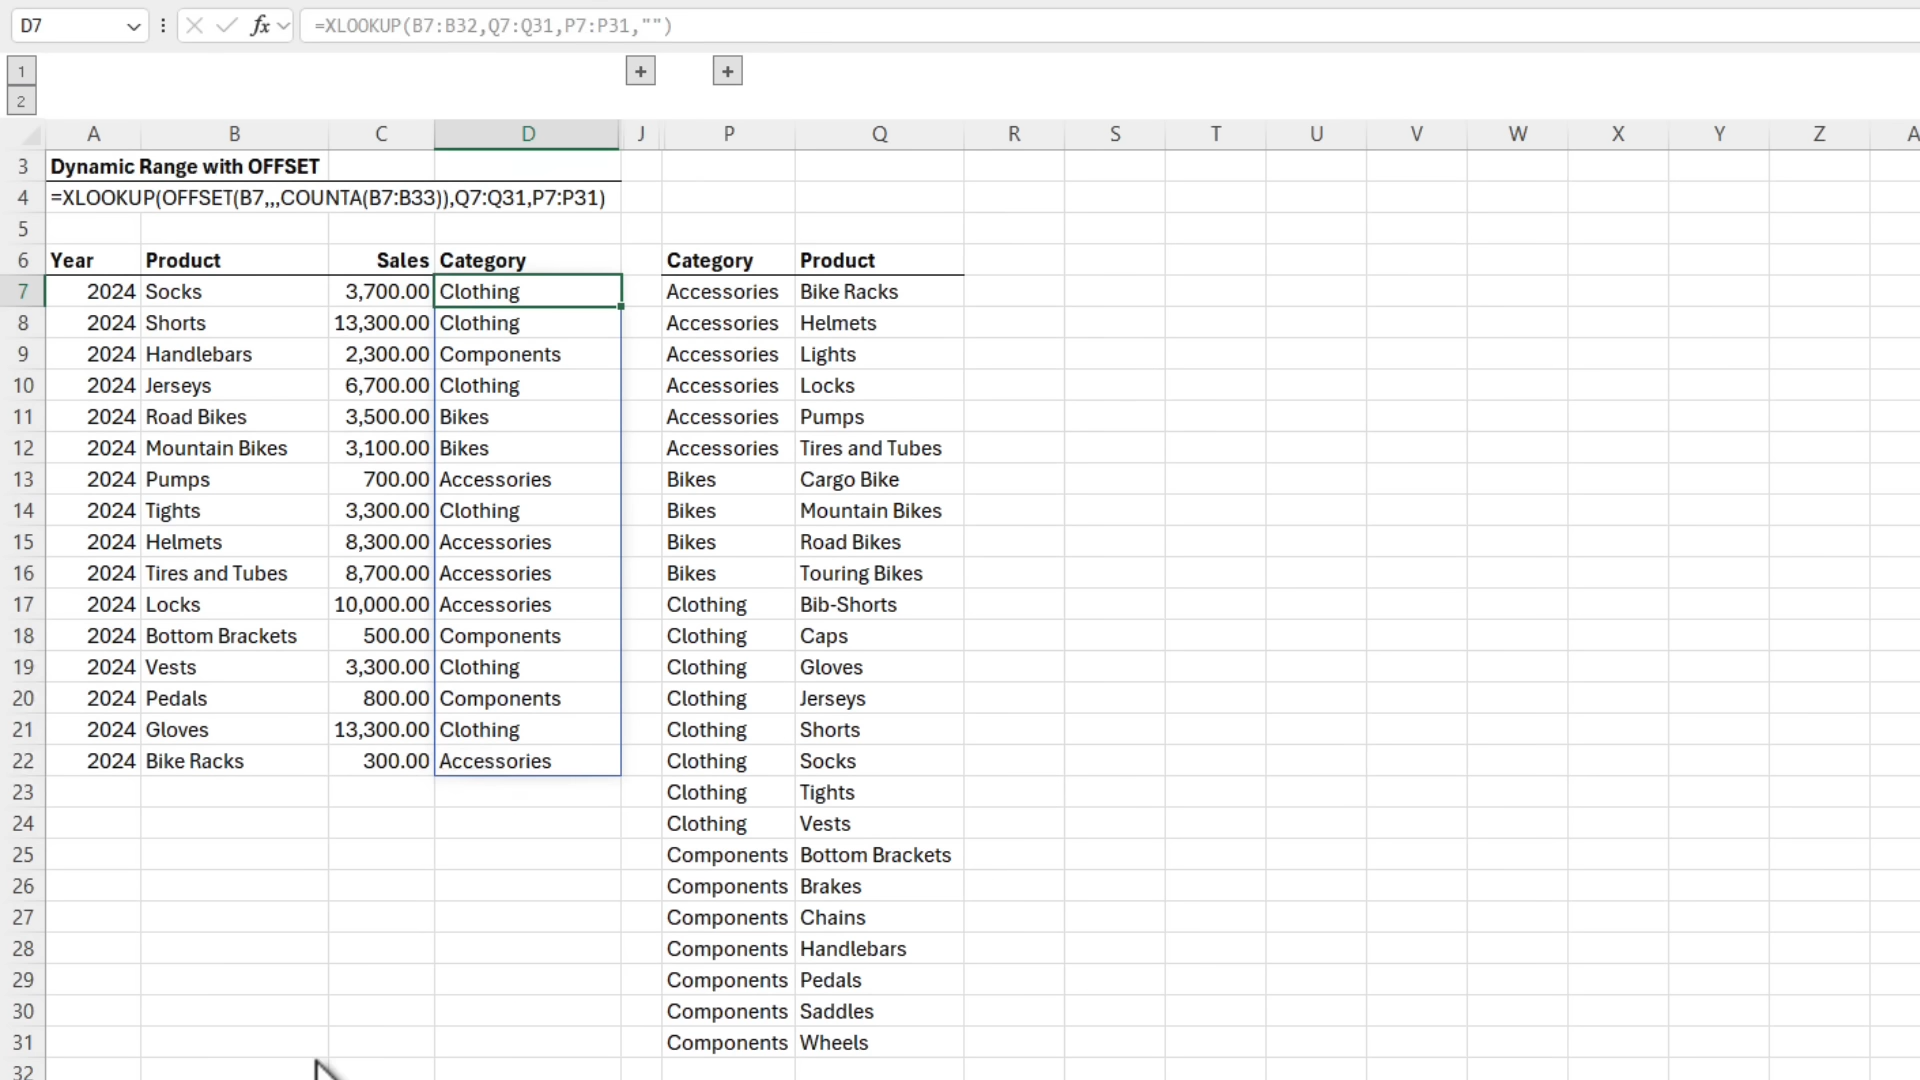 D7 fx =XLOOKUP(B7:B32,Q7:Q31,P7:P31,"")
1 + +
2
A B C D J P Q R S T U V W X Y Z A
3 Dynamic Range with OFFSET
4 =XLOOKUP(OFFSET(B7,,,COUNTA(B7:B33)),Q7:Q31,P7:P31)
5
6 Year Product Sales Category Category Product
7 2024 Socks 3,700.00 Clothing Accessories Bike Racks
8 2024 Shorts 13,300.00 Clothing Accessories Helmets
9 2024 Handlebars 2,300.00 Components Accessories Lights
10 2024 Jerseys 6,700.00 Clothing Accessories Locks
11 2024 Road Bikes 3,500.00 Bikes Accessories Pumps
12 2024 Mountain Bikes 3,100.00 Bikes Accessories Tires and Tubes
13 2024 Pumps 700.00 Accessories Bikes Cargo Bike
14 2024 Tights 3,300.00 Clothing Bikes Mountain Bikes
15 2024 Helmets 8,300.00 Accessories Bikes Road Bikes
16 2024 Tires and Tubes 8,700.00 Accessories Bikes Touring Bikes
17 2024 Locks 10,000.00 Accessories Clothing Bib-Shorts
18 2024 Bottom Brackets 500.00 Components Clothing Caps
19 2024 Vests 3,300.00 Clothing Clothing Gloves
20 2024 Pedals 800.00 Components Clothing Jerseys
21 2024 Gloves 13,300.00 Clothing Clothing Shorts
22 2024 Bike Racks 300.00 Accessories Clothing Socks
23 Clothing Tights
24 Clothing Vests
25 Components Bottom Brackets
26 Components Brakes
27 Components Chains
28 Components Handlebars
29 Components Pedals
30 Components Saddles
31 Components Wheels
32